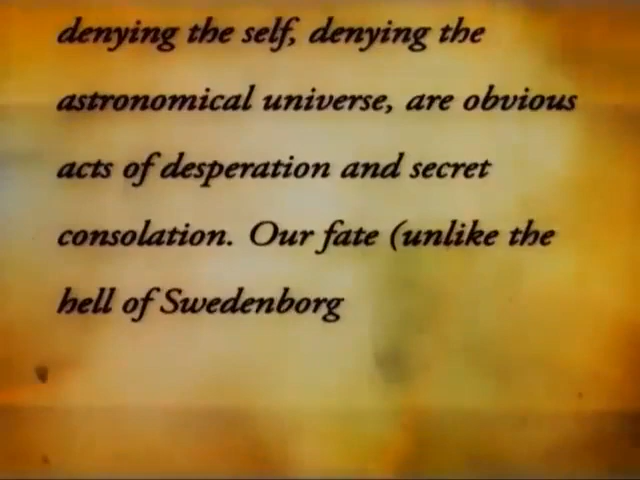 denying the self, denying the
astronomical universe, are obvious
acts of desperation and secret
consolation. Our fate (unlike the
hell of Swedenborg